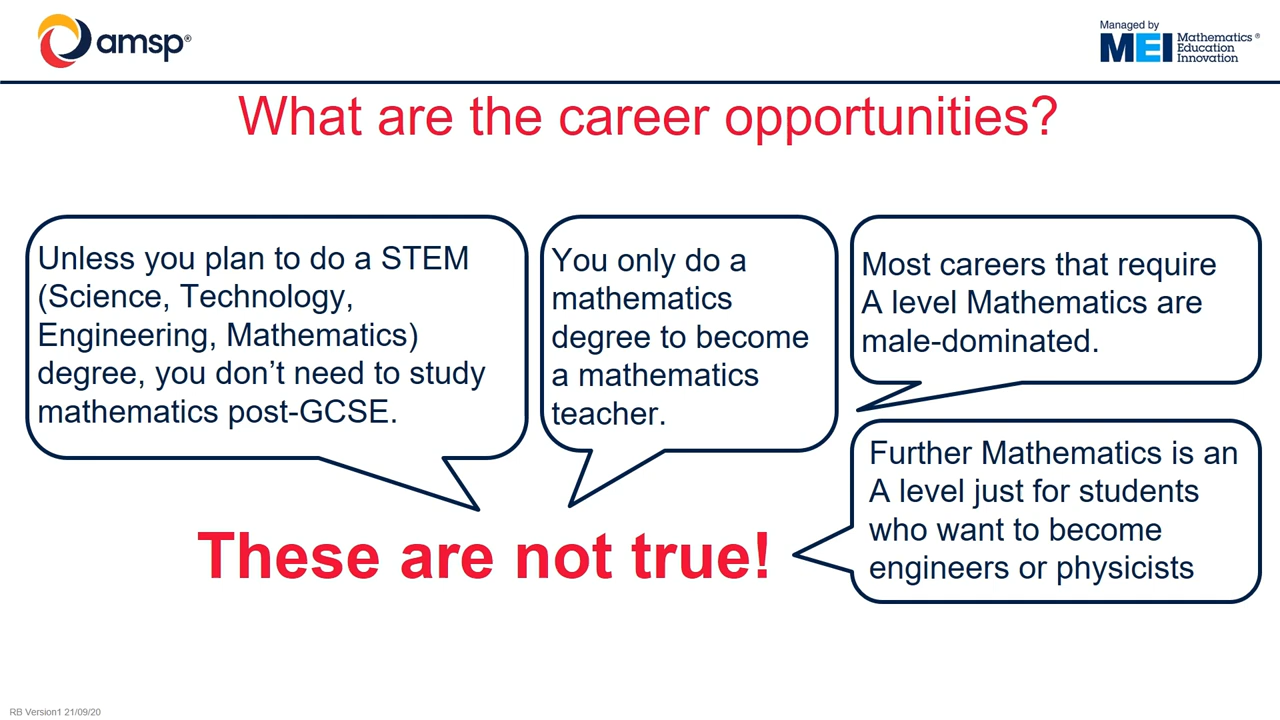 amsp®
Managed by
MEI Mathematics ®
Education
Innovation
What are the career opportunities?
Unless you plan to do a STEM
(Science, Technology,
Engineering, Mathematics)
degree, you don’t need to study
mathematics post-GCSE.
You only do a
mathematics
degree to become
a mathematics
teacher.
Most careers that require
A level Mathematics are
male-dominated.
Further Mathematics is an
A level just for students
who want to become
engineers or physicists
These are not true!
RB Version1 21/09/20